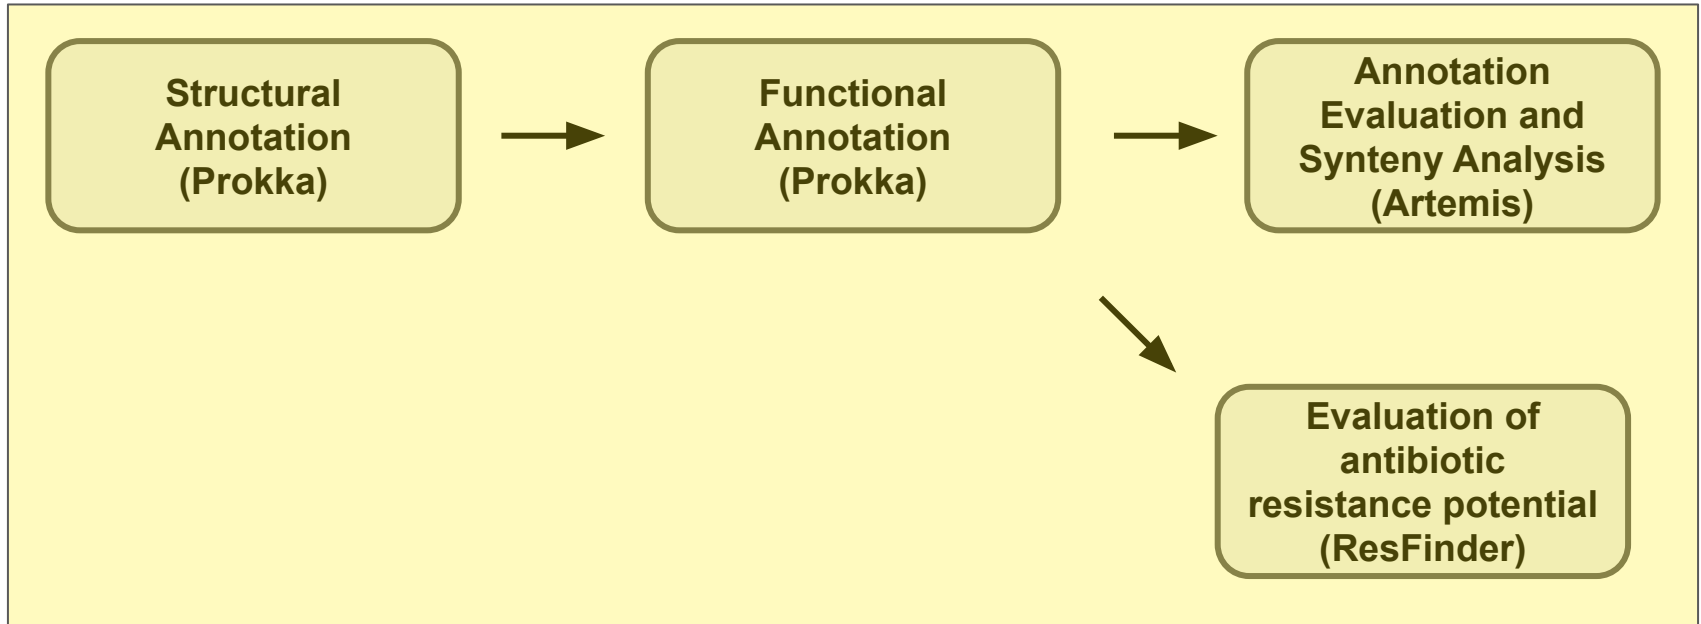 Structural
Annotation
(Prokka)
Functional
Annotation
(Prokka)
Annotation
Evaluation and
Synteny Analysis
(Artemis)
Evaluation of
antibiotic
resistance potential
(ResFinder)